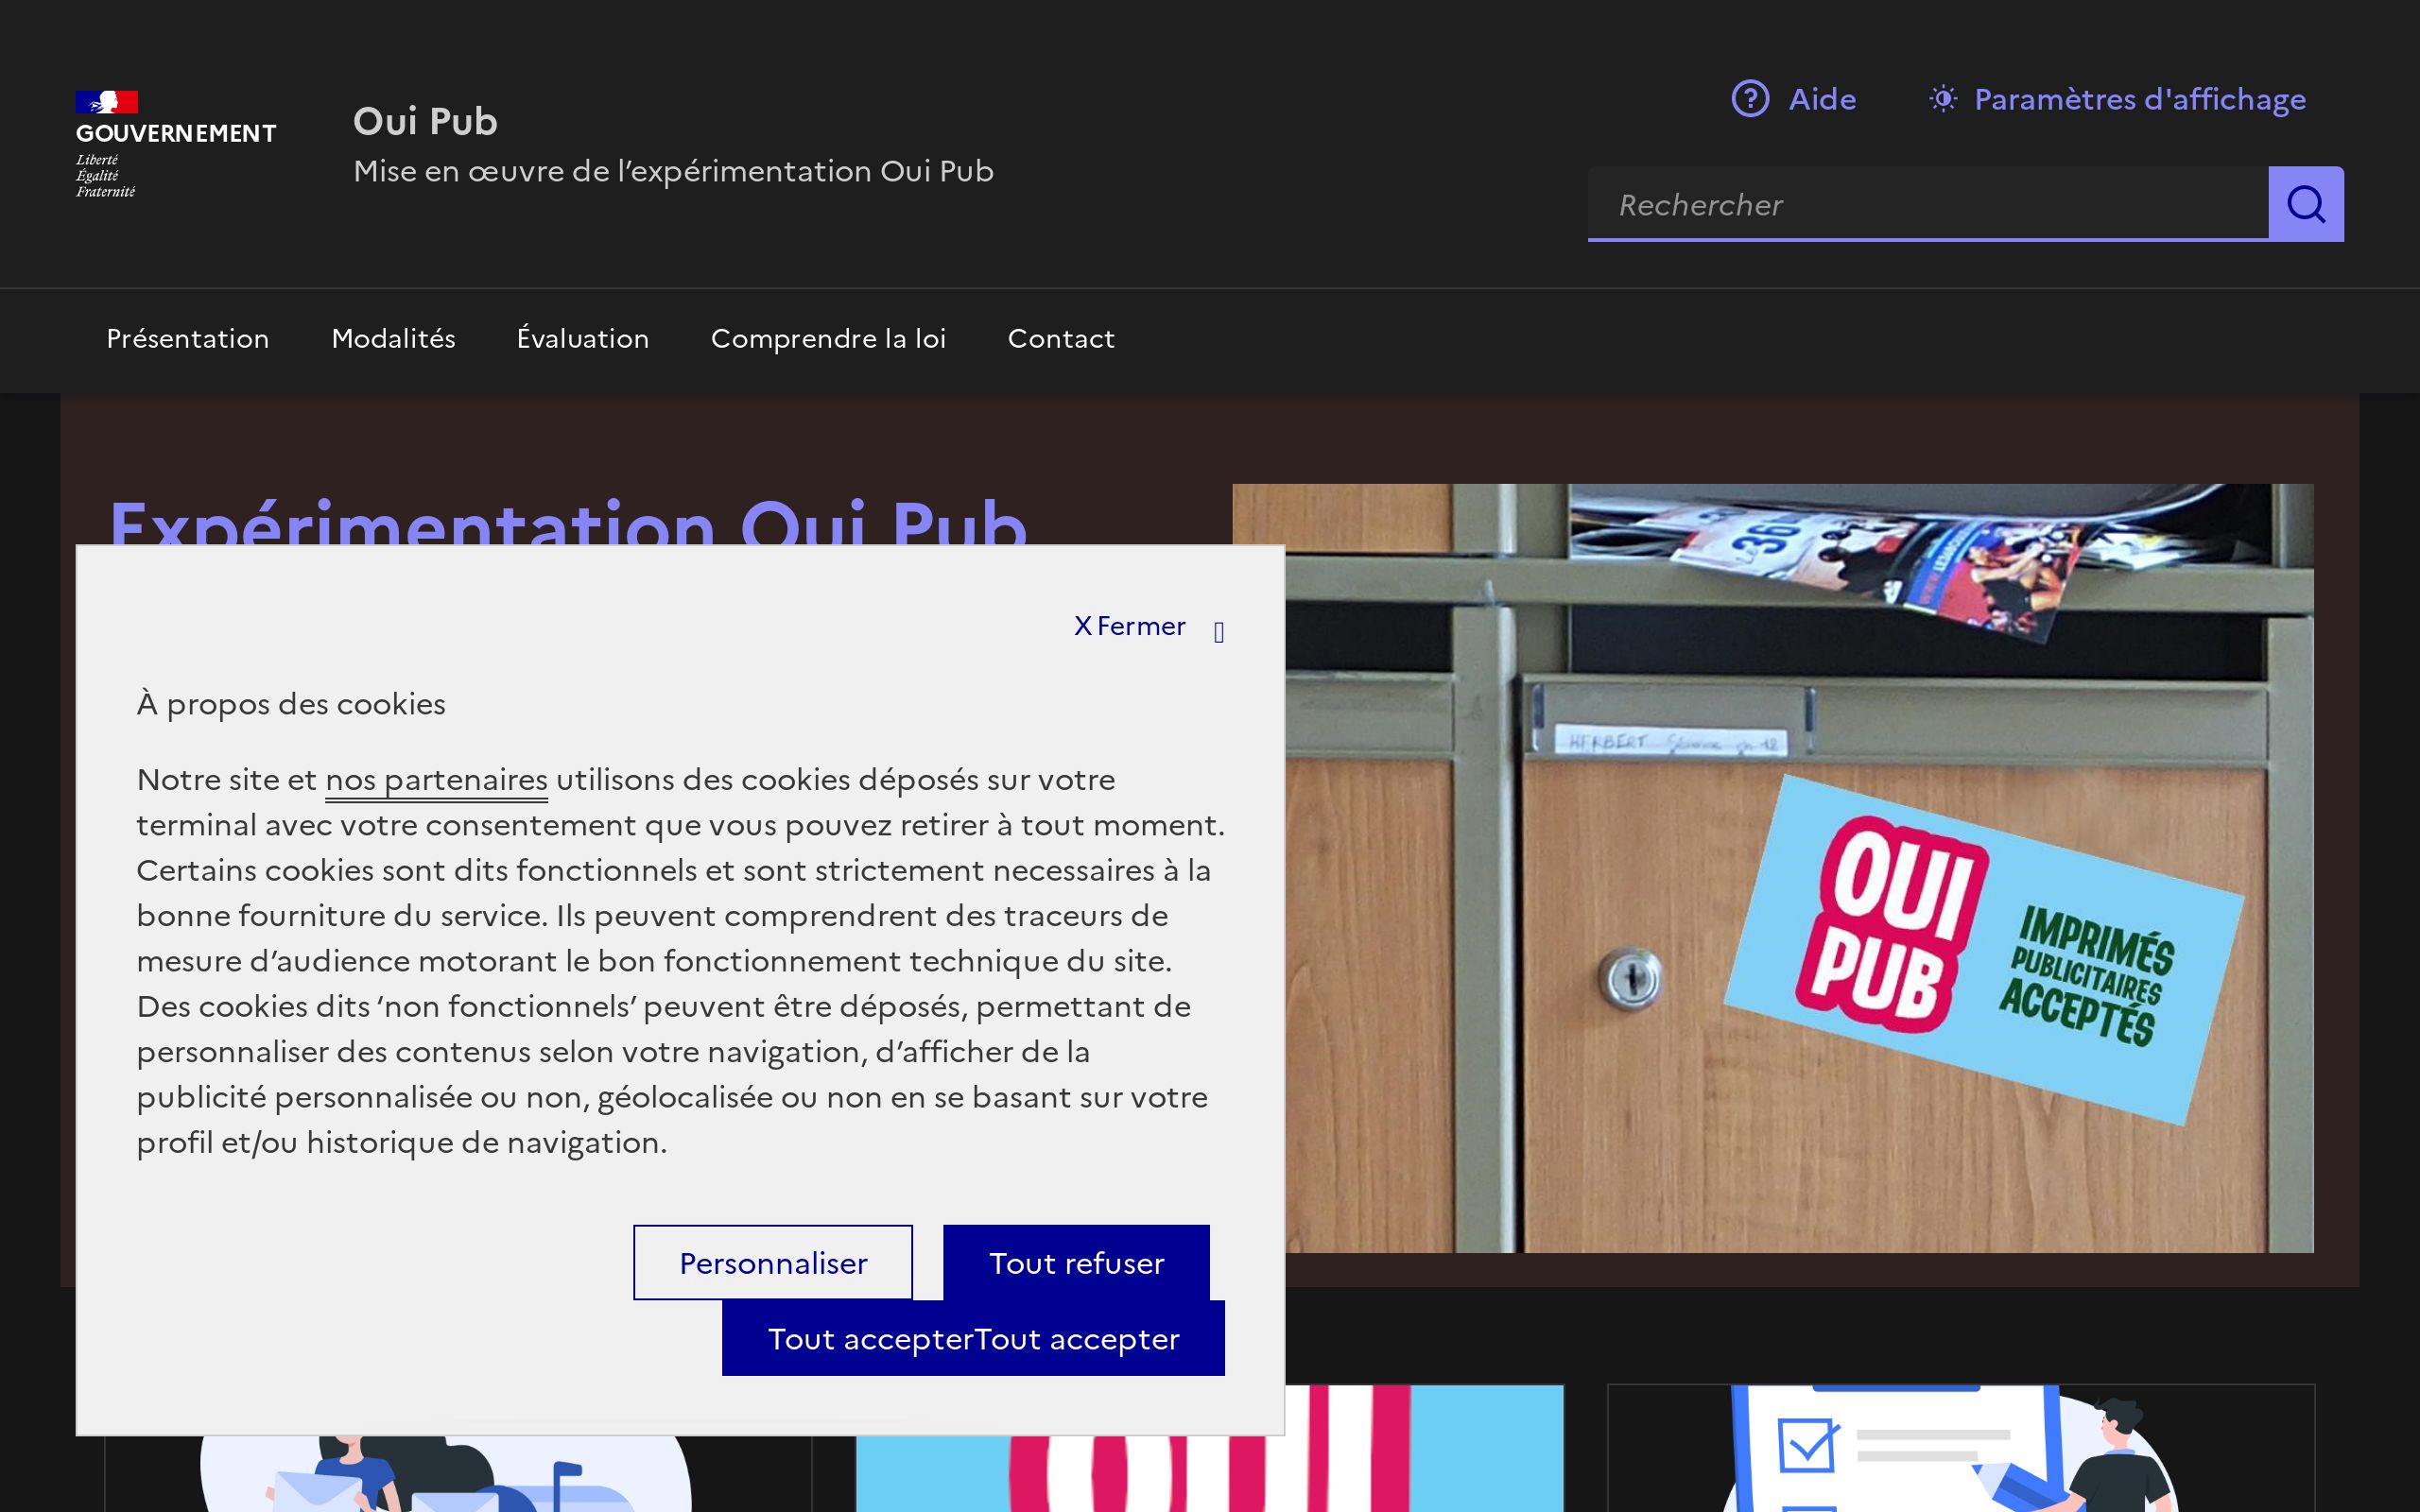 GOUVERNEMENT
Liberté
Égalité
Fraternité
Oui Pub
Mise en œuvre de l’expérimentation Oui Pub
Aide
Paramètres d'affichage
Rechercher
Présentation
Modalités
Évaluation
Comprendre la loi
Contact
Expérimentation Oui Pub
X Fermer
À propos des cookies
Notre site et nos partenaires utilisons des cookies déposés sur votre
terminal avec votre consentement que vous pouvez retirer à tout moment.
Certains cookies sont dits fonctionnels et sont strictement necessaires à la
bonne fourniture du service. Ils peuvent comprendrent des traceurs de
mesure d’audience motorant le bon fonctionnement technique du site.
Des cookies dits ‘non fonctionnels’ peuvent être déposés, permettant de
personnaliser des contenus selon votre navigation, d’afficher de la
publicité personnalisée ou non, géolocalisée ou non en se basant sur votre
profil et/ou historique de navigation.
Personnaliser
Tout refuser
Tout accepterTout accepter
HERBERT
OUI
PUB
IMPRIMÉS
PUBLICITAIRES
ACCEPTÉS
OUI